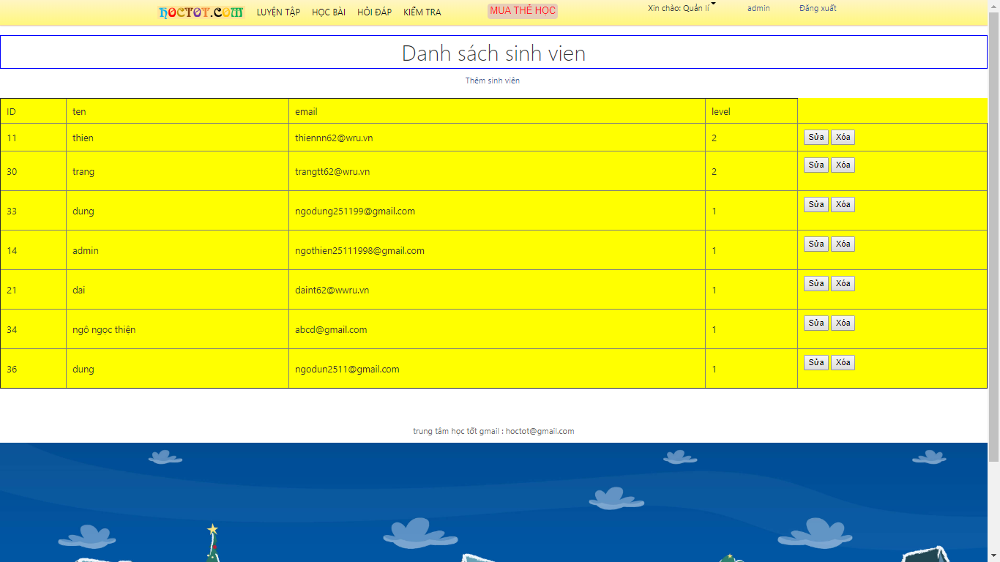 HOCTOT.COM LUYỆN TẬP HỌC BÀI HỎI ĐÁP KIỂM TRA MUA THẺ HỌC Xin chào: Quản lí admin Đăng xuất
Danh sách sinh vien
Thêm sinh viên
ID ten email level
11 thien thiennn62@wru.vn 2 Sửa Xóa
30 trang trangtt62@wru.vn 2 Sửa Xóa
33 dung ngodung251199@gmail.com 1 Sửa Xóa
14 admin ngothien25111998@gmail.com 1 Sửa Xóa
21 dai daint62@wwru.vn 1 Sửa Xóa
34 ngô ngọc thiện abcd@gmail.com 1 Sửa Xóa
36 dung ngodun2511@gmail.com 1 Sửa Xóa
trung tâm học tốt gmail : hoctot@gmail.com